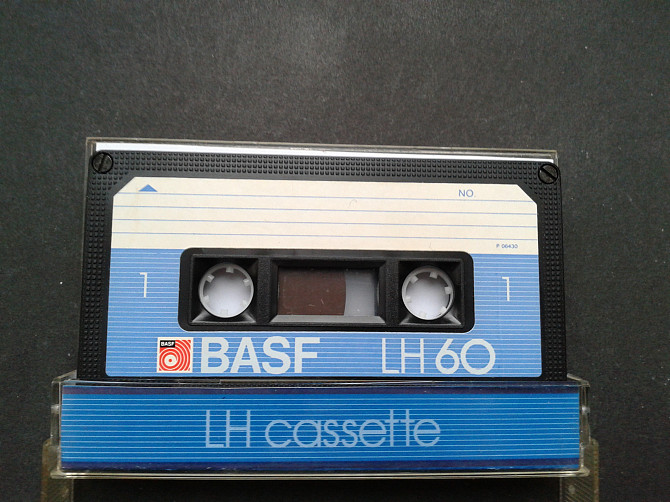 NO.
P 06430
1 1
BASF BASF LH 60
LH cassette